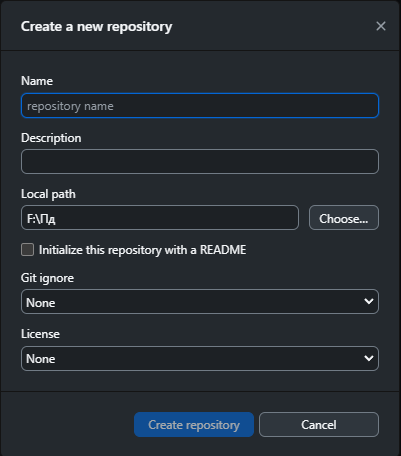 Create a new repository
Name
repository name
Description
Local path
F:\Пд
Choose...
Initialize this repository with a README
Git ignore
None
License
None
Create repository
Cancel